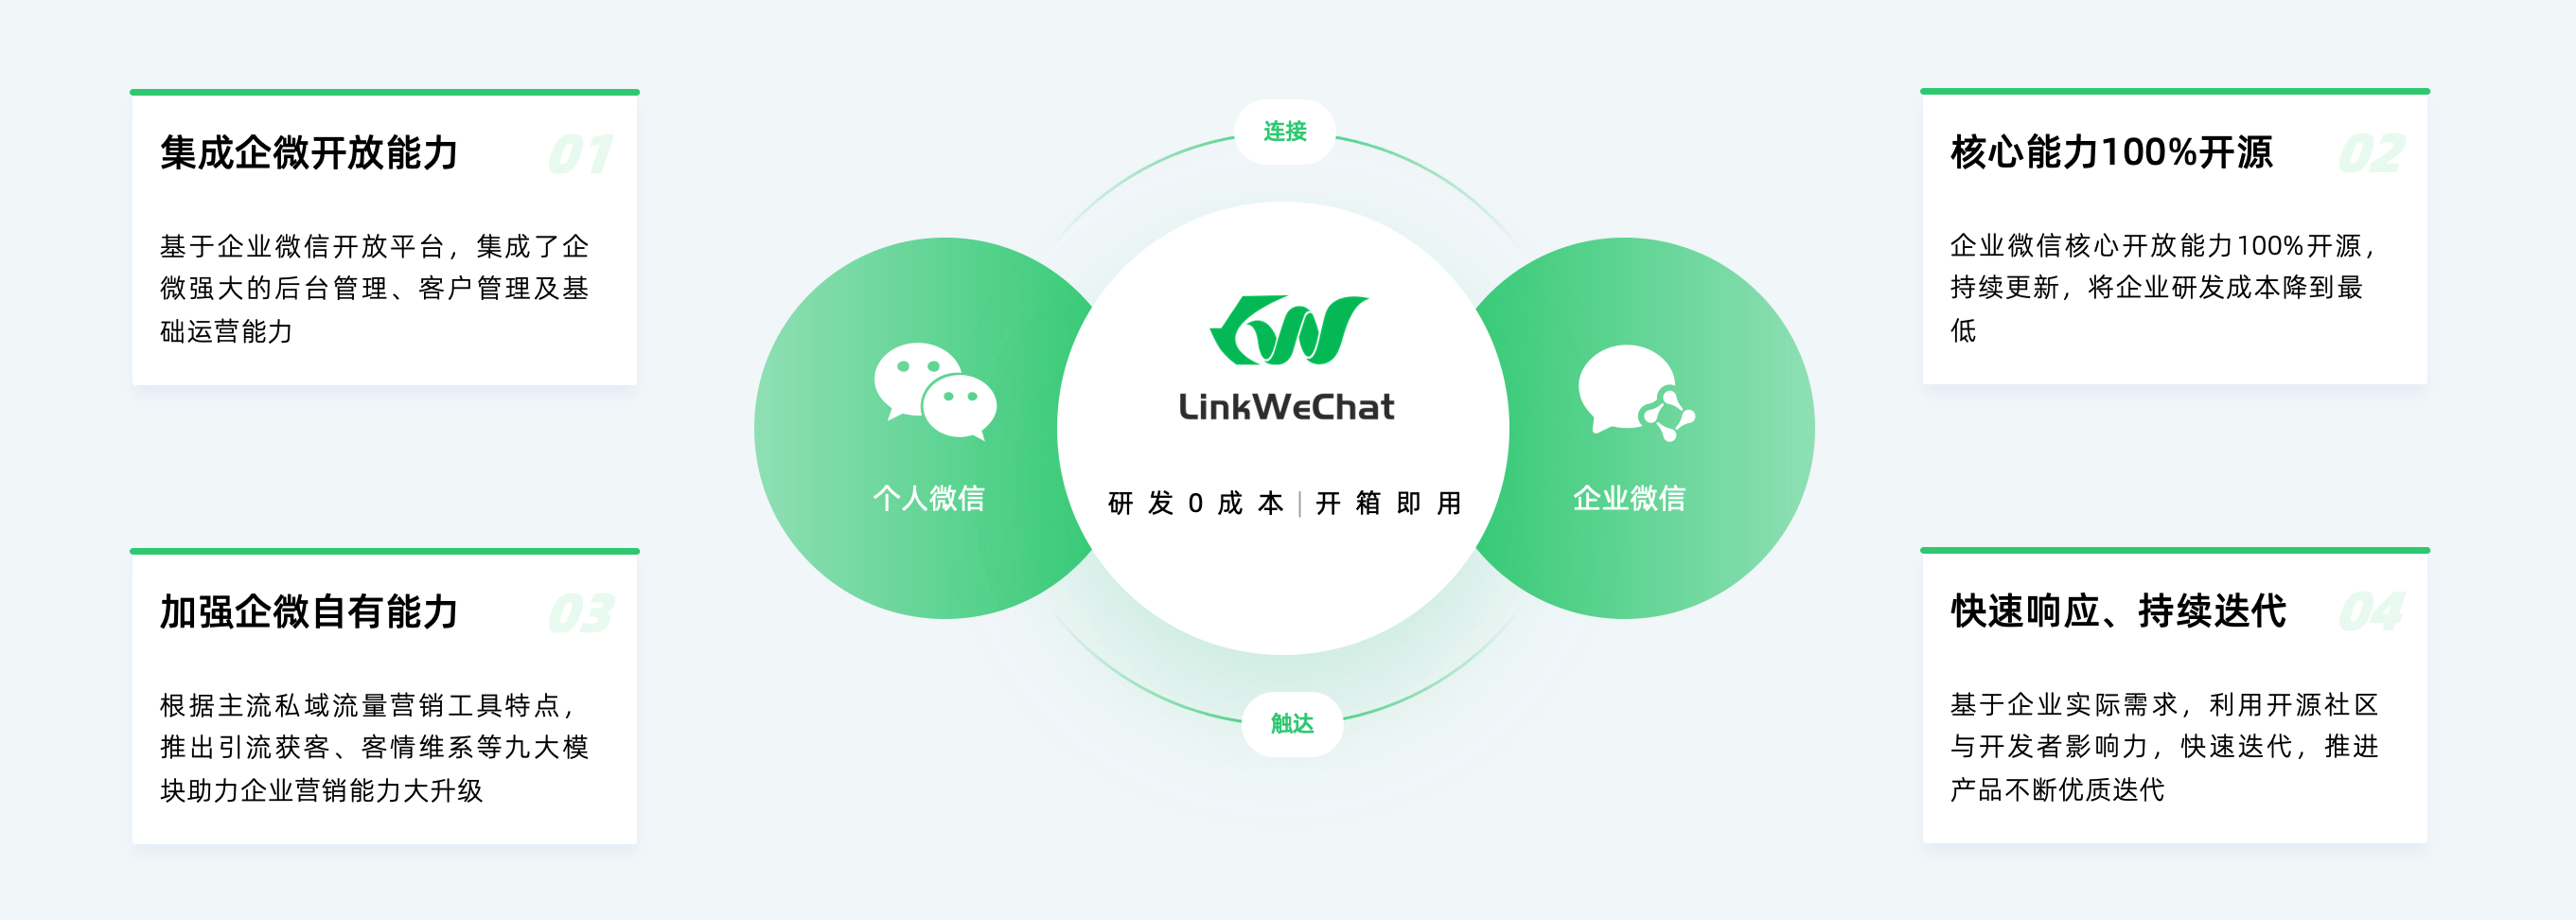 集成企微开放能力
01
基于企业微信开放平台，集成了企
微强大的后台管理、客户管理及基
础运营能力
加强企微自有能力
03
根据主流私域流量营销工具特点，
推出引流获客、客情维系等九大模
块助力企业营销能力大升级
连接
个人微信
LinkWeChat
研发0成本|开箱即用
企业微信
触达
核心能力100%开源
02
企业微信核心开放能力100%开源，
持续更新，将企业研发成本降到最
低
快速响应、持续迭代
04
基于企业实际需求，利用开源社区
与开发者影响力，快速迭代，推进
产品不断优质迭代